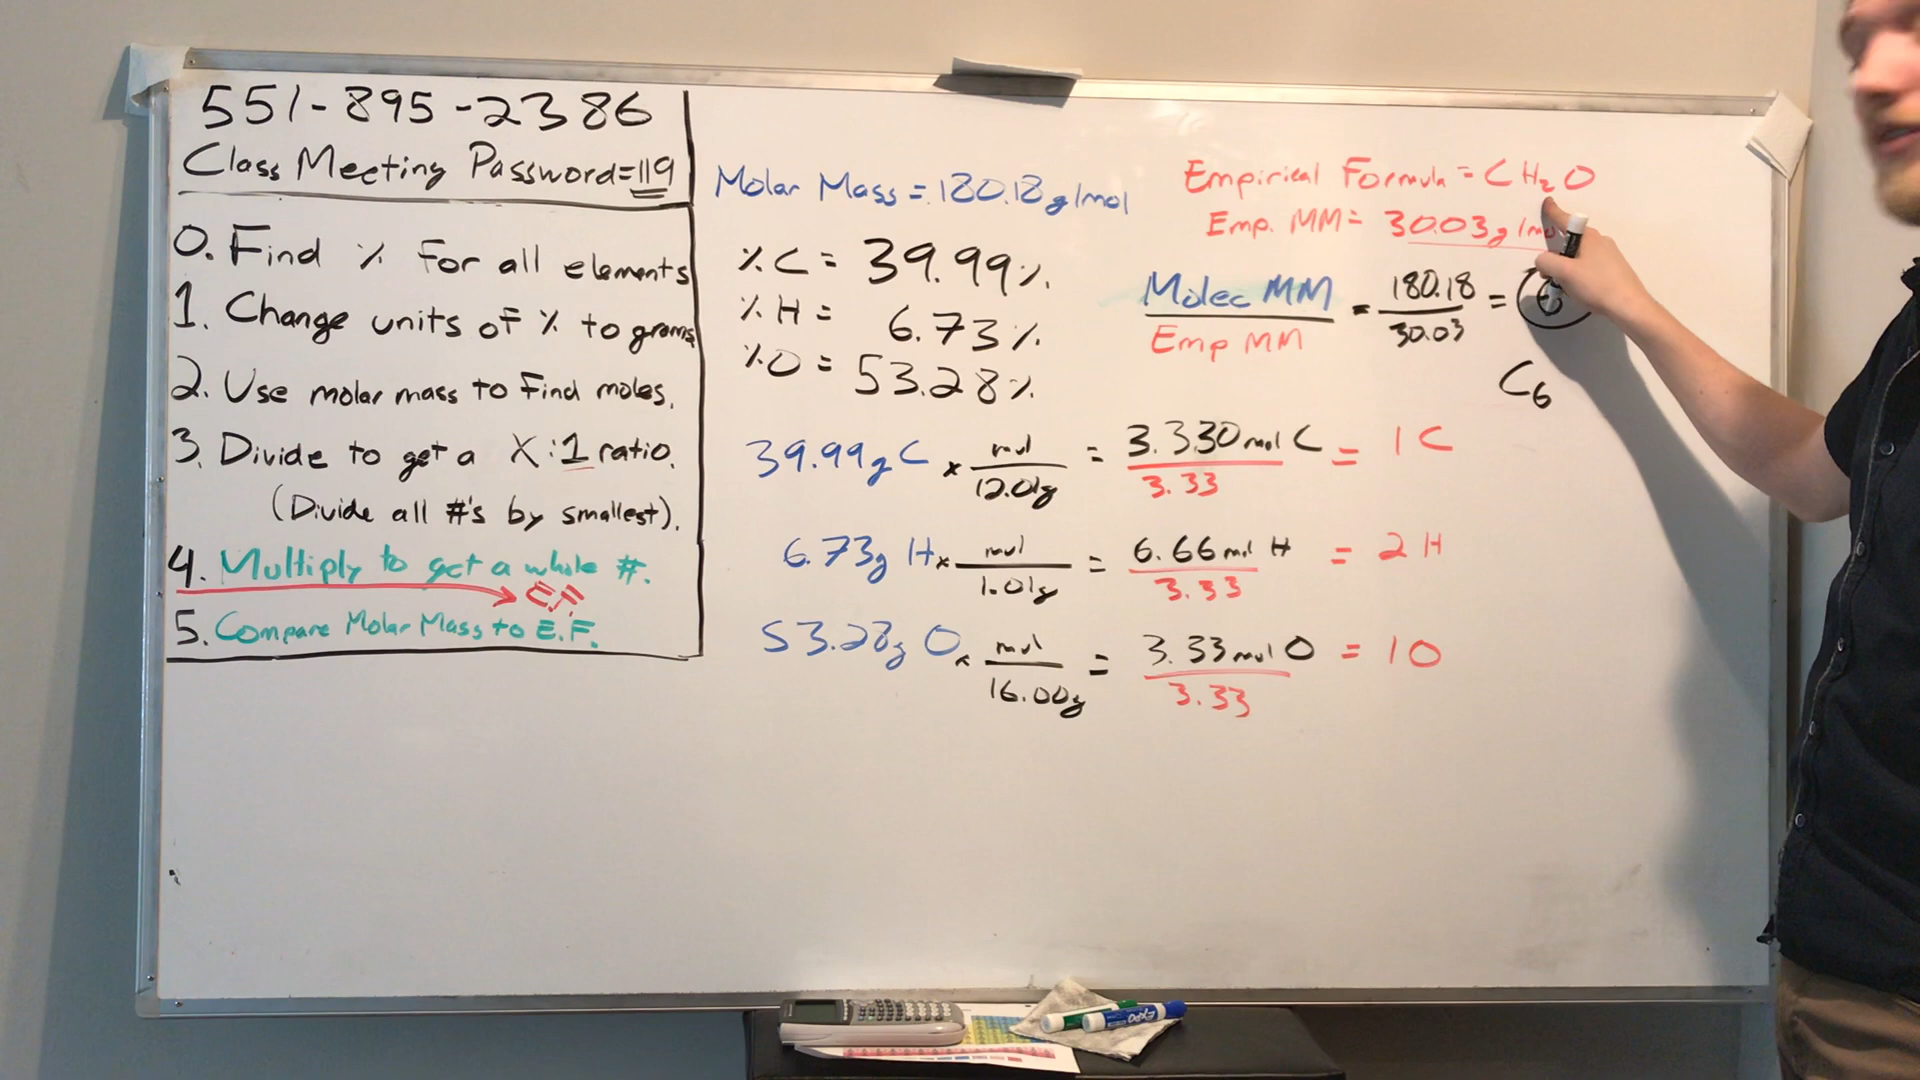 551-895-2386
Class Meeting Password=119
0. Find % for all elements
1. Change units of % to grams
2. Use molar mass to find moles.
3. Divide to get a X:1 ratio.
(Divide all #'s by smallest).
4. Multiply to get a whole #.
E.F.
5. Compare Molar Mass to E.F.
Molar Mass = 180.18 g/mol
%C = 39.99%
%H = 6.73%
%O = 53.28%
Empirical Formula = CH₂O
Emp. MM = 30.03g/mol
Molec MM / Emp MM = 180.18 / 30.03 = 6
C₆
39.99g C × mol / 12.01g = 3.330 mol C / 3.33 = 1 C
6.73g H × mol / 1.01g = 6.66 mol H / 3.33 = 2 H
53.28g O × mol / 16.00g = 3.33 mol O / 3.33 = 1 O
EXPO